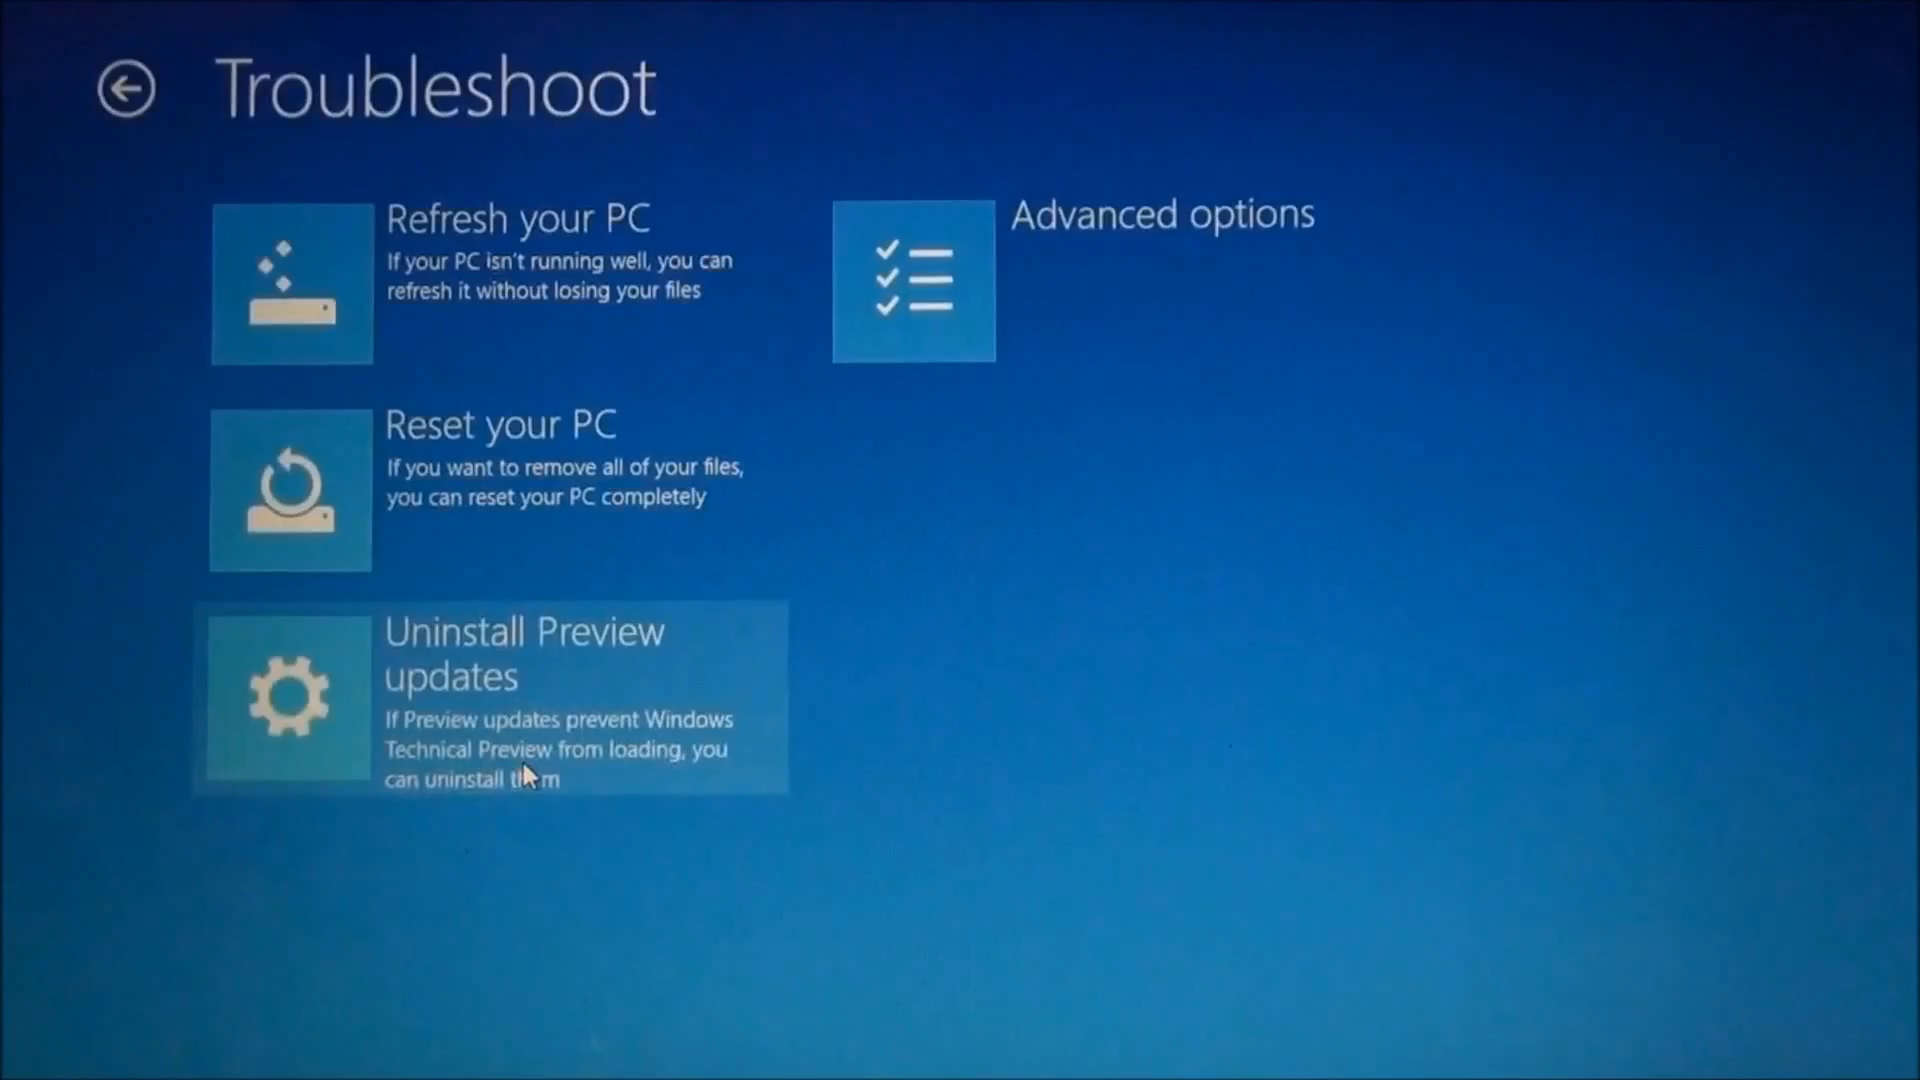 Troubleshoot
Refresh your PC
If your PC isn't running well, you can
refresh it without losing your files
Advanced options
Reset your PC
If you want to remove all of your files,
you can reset your PC completely
Uninstall Preview
updates
If Preview updates prevent Windows
Technical Preview from loading, you
can uninstall them